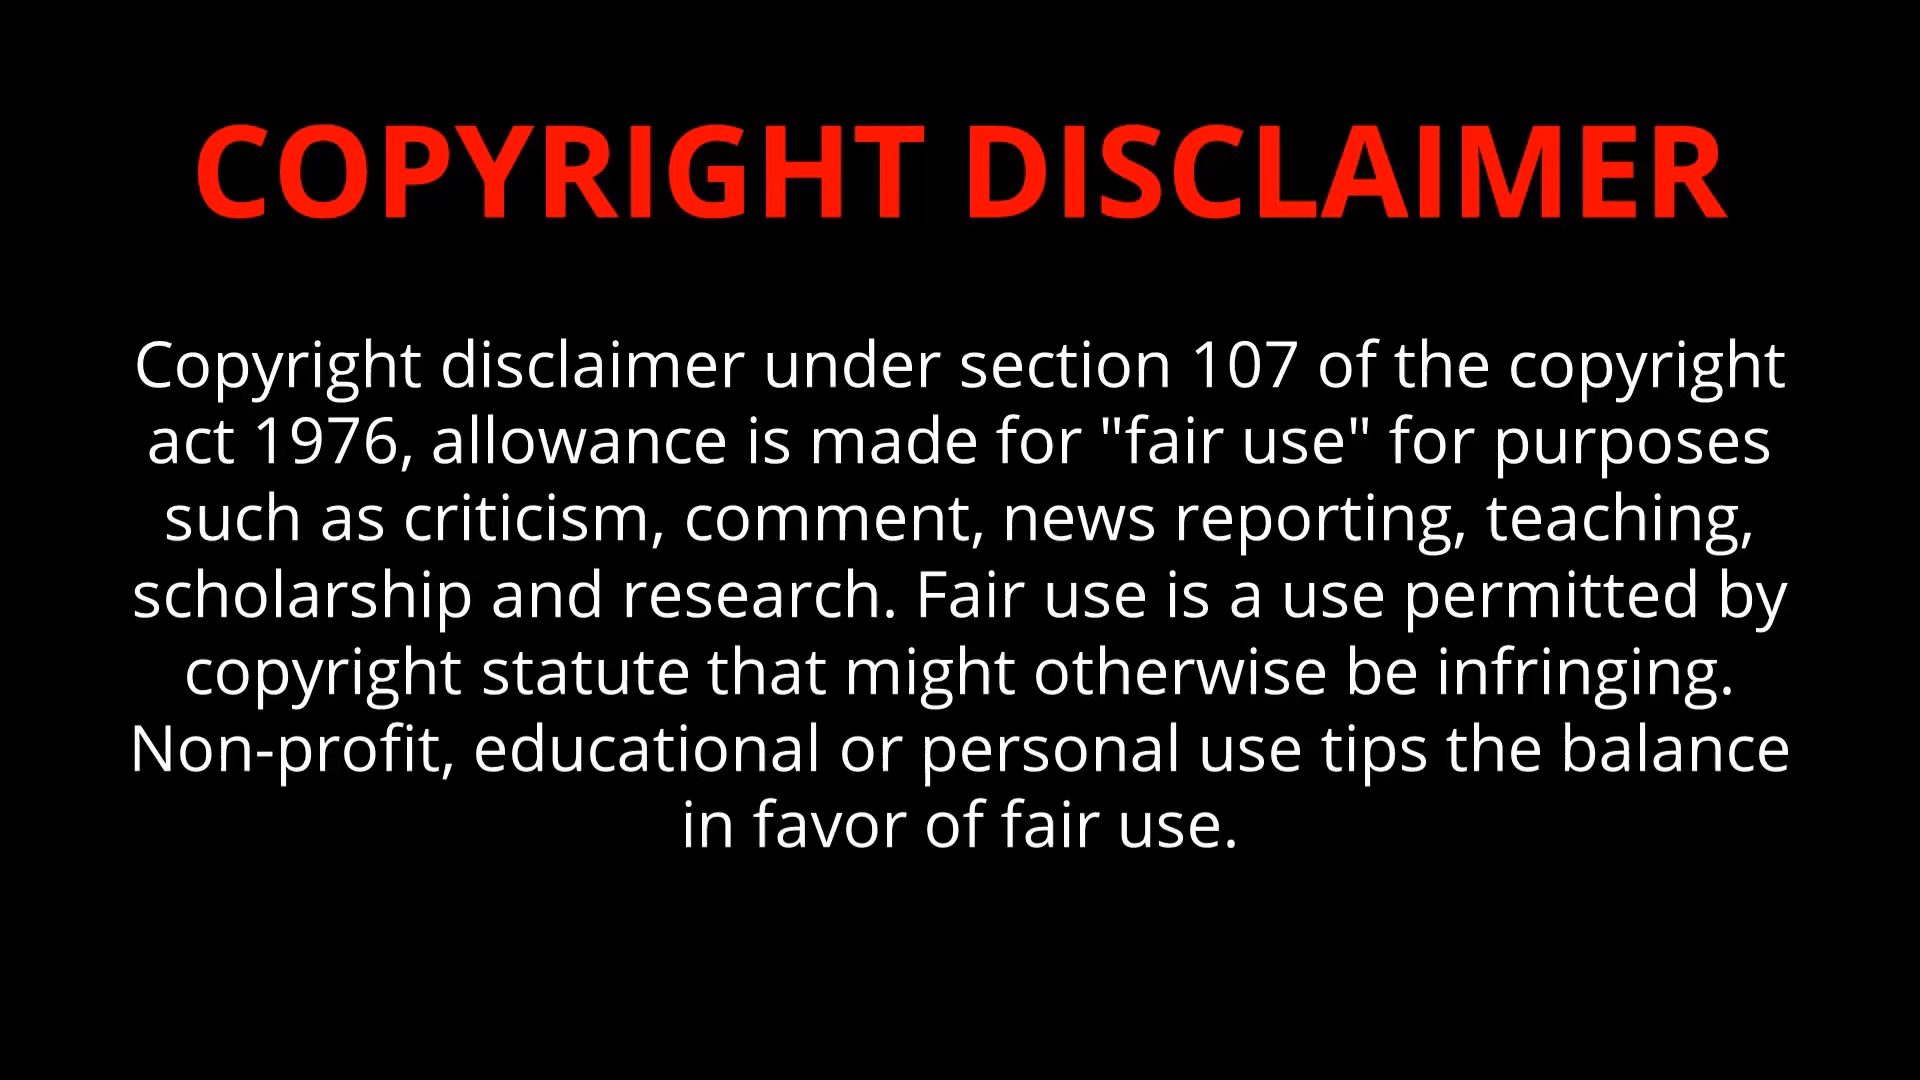 COPYRIGHT DISCLAIMER
Copyright disclaimer under section 107 of the copyright
act 1976, allowance is made for "fair use" for purposes
such as criticism, comment, news reporting, teaching,
scholarship and research. Fair use is a use permitted by
copyright statute that might otherwise be infringing.
Non-profit, educational or personal use tips the balance
in favor of fair use.